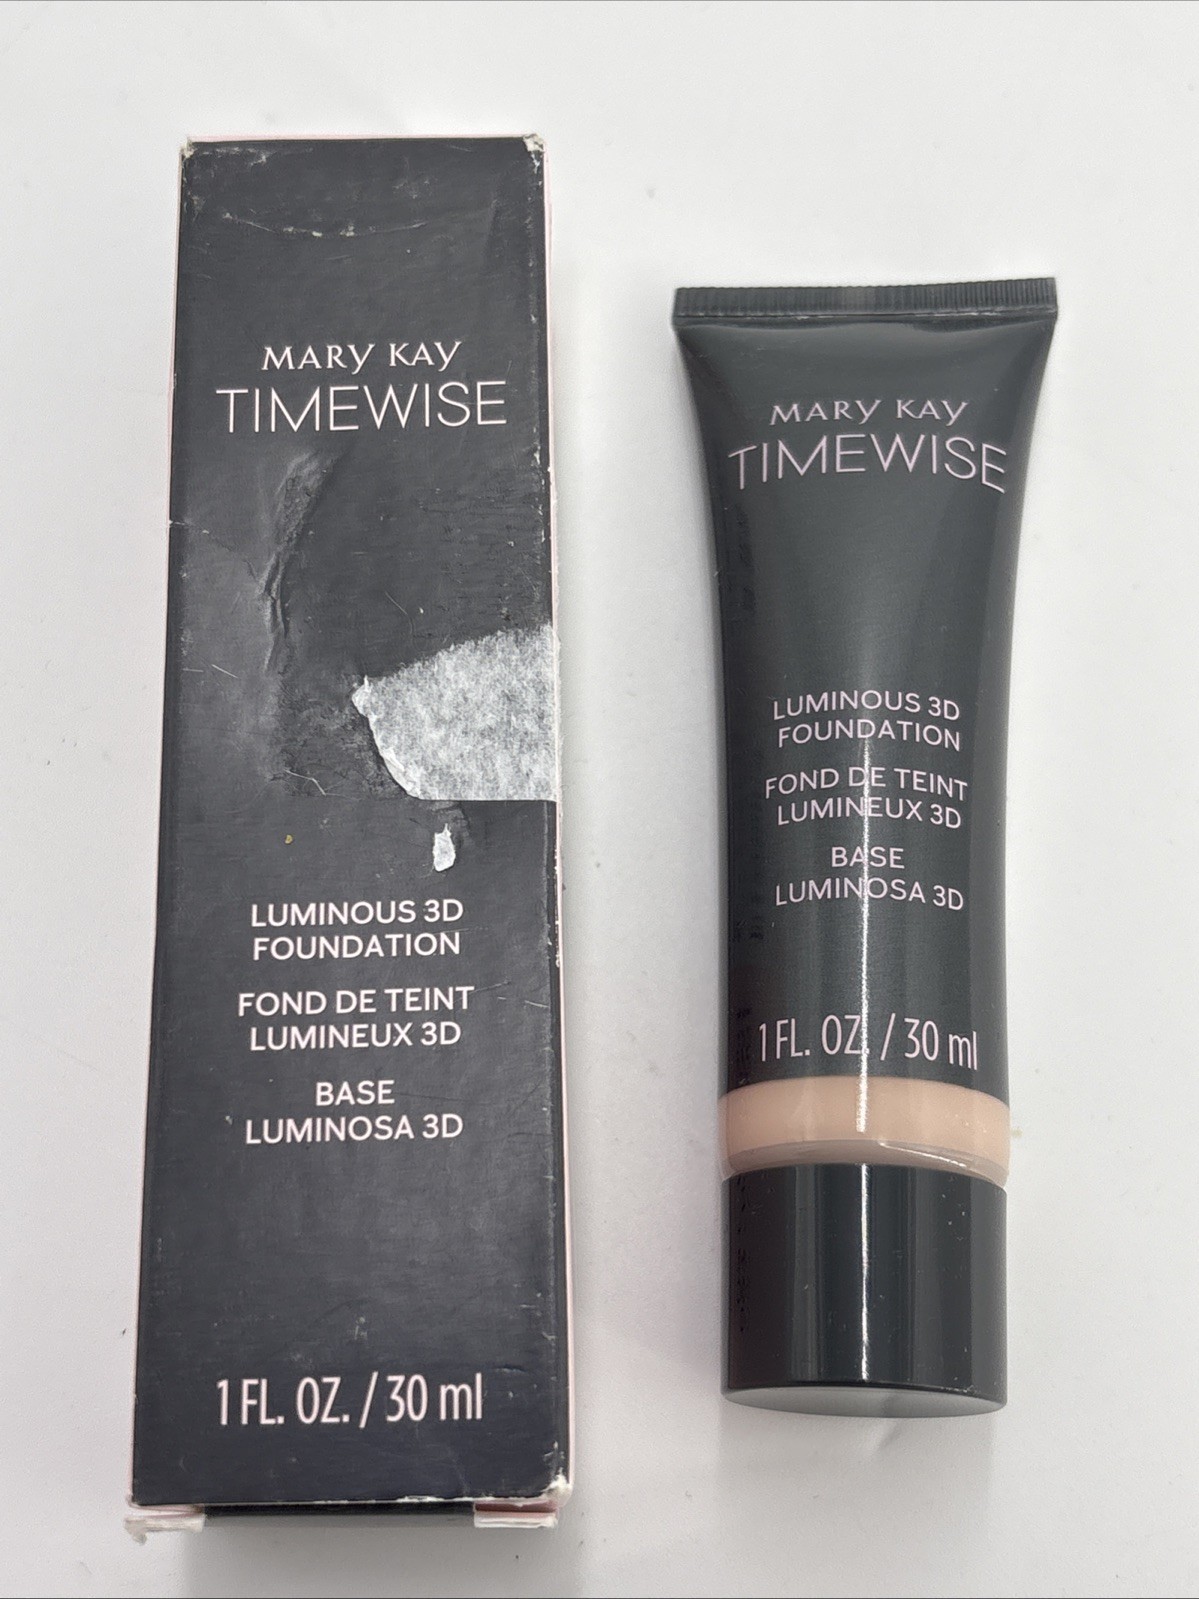 MARY KAY
TIMEWISE
LUMINOUS 3D
FOUNDATION
FOND DE TEINT
LUMINEUX 3D
BASE
LUMINOSA 3D
1 FL. OZ. / 30 ml
MARY KAY
TIMEWISE
LUMINOUS 3D
FOUNDATION
FOND DE TEINT
LUMINEUX 3D
BASE
LUMINOSA 3D
1 FL. OZ. / 30 ml